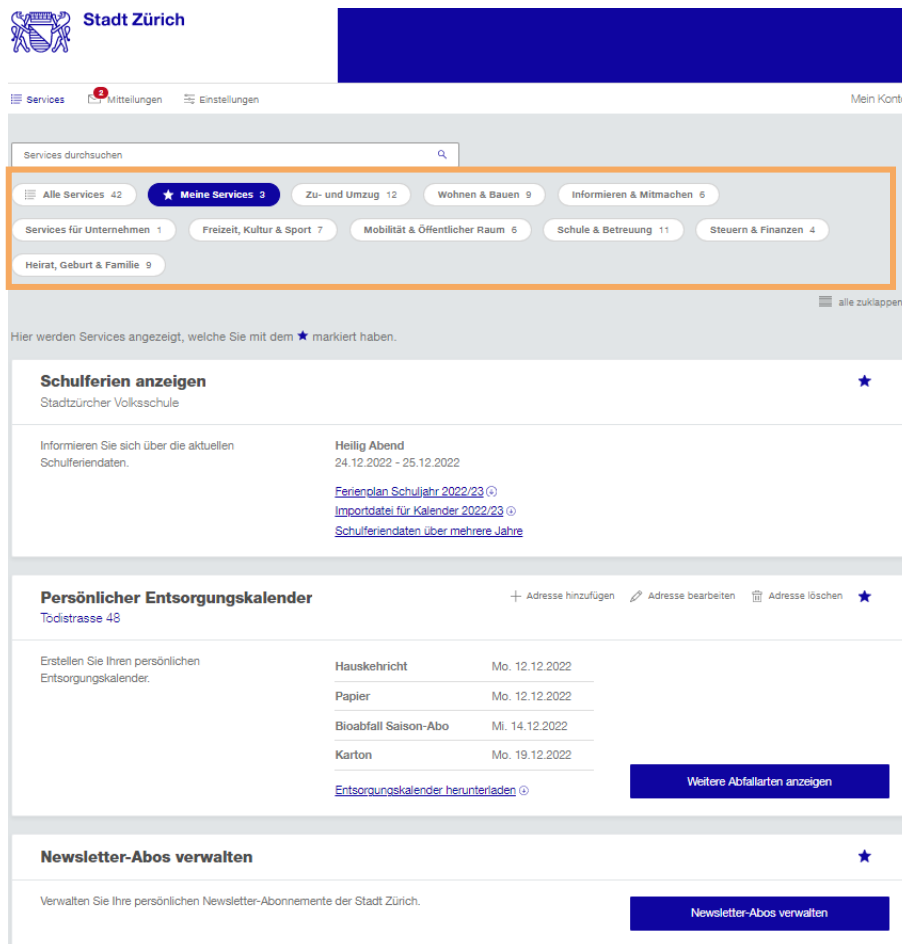 Stadt Zürich
Services 2 Mitteilungen Einstellungen Mein Konto
Services durchsuchen
Alle Services 42 Meine Services 3 Zu- und Umzug 12 Wohnen & Bauen 9 Informieren & Mitmachen 6
Services für Unternehmen 1 Freizeit, Kultur & Sport 7 Mobilität & Öffentlicher Raum 6 Schule & Betreuung 11 Steuern & Finanzen 4
Heirat, Geburt & Familie 9
alle zuklappen
Hier werden Services angezeigt, welche Sie mit dem ★ markiert haben.
Schulferien anzeigen
Stadtzürcher Volksschule
Informieren Sie sich über die aktuellen
Schulferiendaten.
Heilig Abend
24.12.2022 - 25.12.2022
Ferienplan Schuljahr 2022/23
Importdatei für Kalender 2022/23
Schulferiendaten über mehrere Jahre
Persönlicher Entsorgungskalender
Tödistrasse 48
Adresse hinzufügen Adresse bearbeiten Adresse löschen
Erstellen Sie Ihren persönlichen
Entsorgungskalender.
Hauskehricht Mo. 12.12.2022
Papier Mo. 12.12.2022
Bioabfall Saison-Abo Mi. 14.12.2022
Karton Mo. 19.12.2022
Entsorgungskalender herunterladen
Weitere Abfallarten anzeigen
Newsletter-Abos verwalten
Verwalten Sie Ihre persönlichen Newsletter-Abonnemente der Stadt Zürich.
Newsletter-Abos verwalten